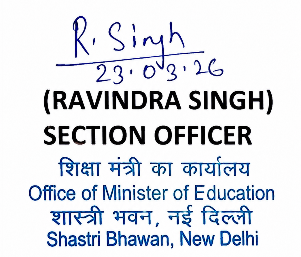 R. Singh
23.03.26
(RAVINDRA SINGH)
SECTION OFFICER
शिक्षा मंत्री का कार्यालय
Office of Minister of Education
शास्त्री भवन, नई दिल्ली
Shastri Bhawan, New Delhi